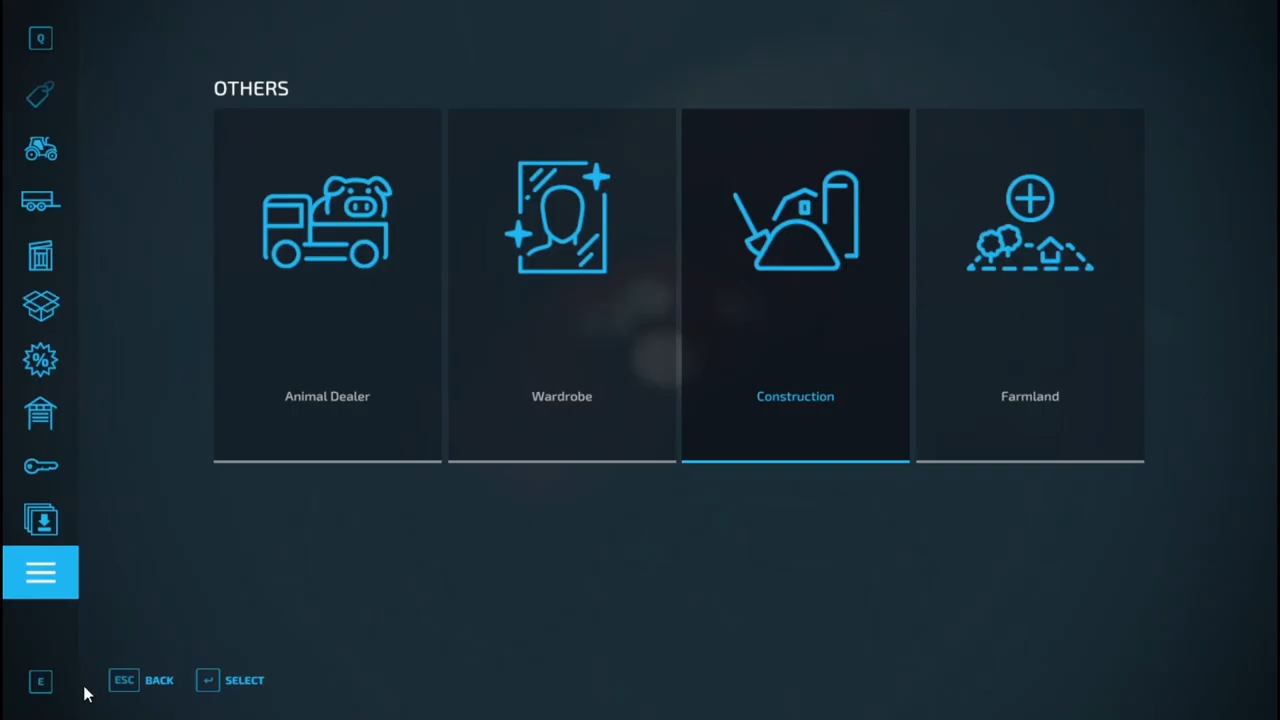 Q
OTHERS
%
Animal Dealer
Wardrobe
Construction
Farmland
E
ESC BACK ↵ SELECT